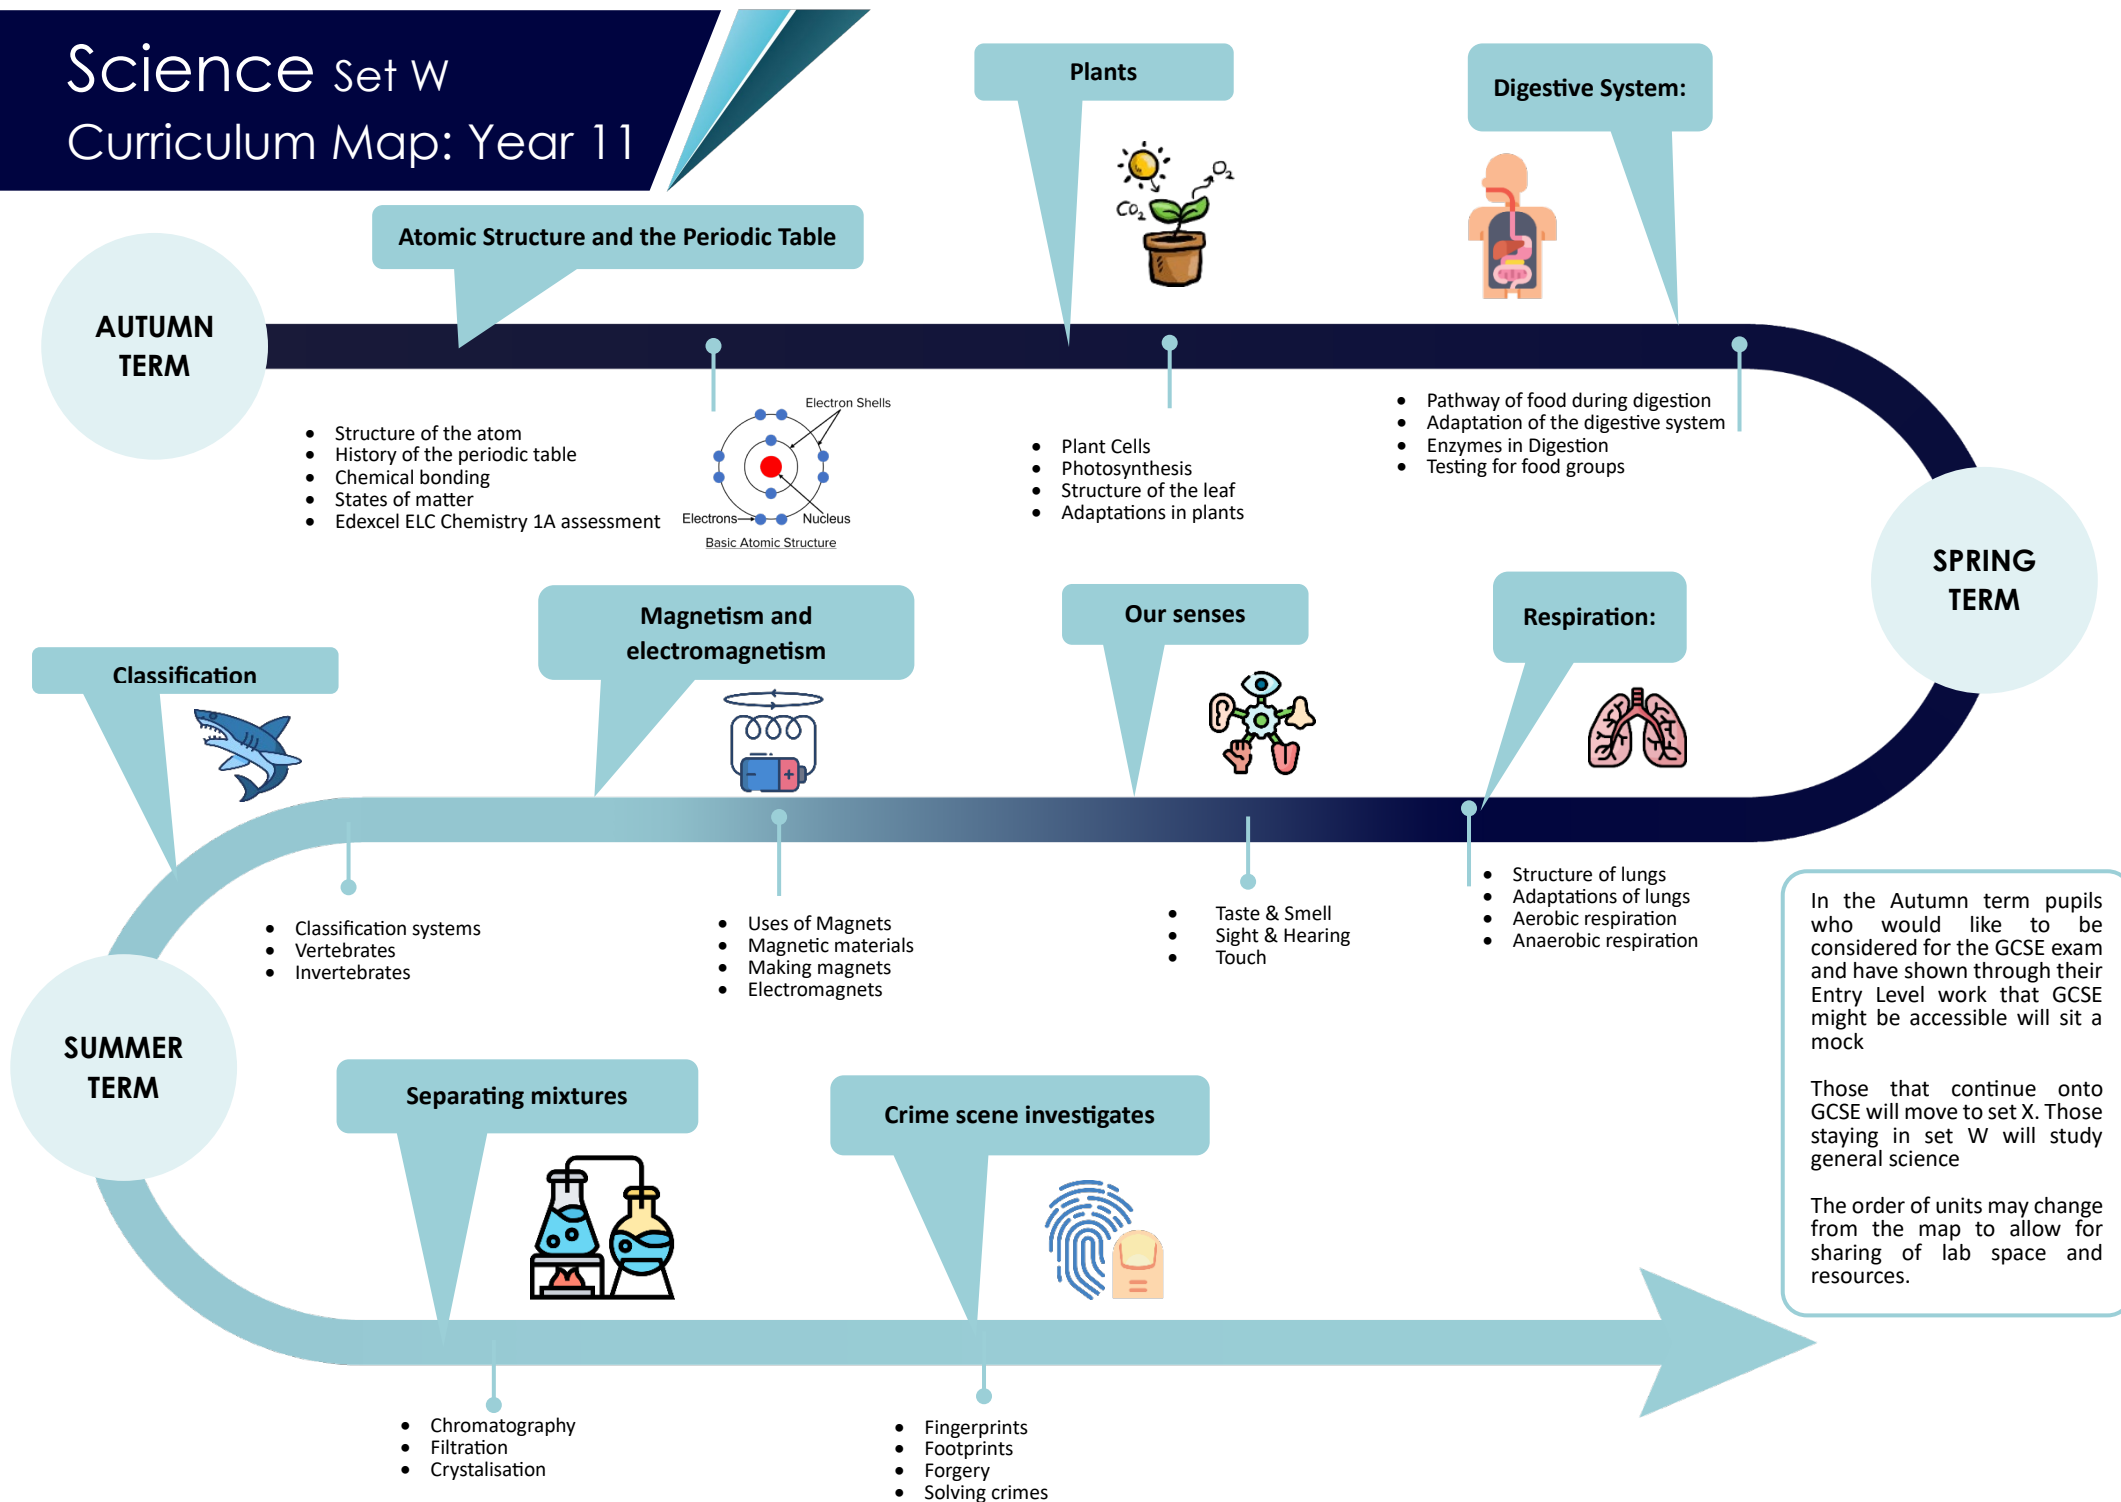 Science Set W
Curriculum Map: Year 11
Plants
Digestive System:
CO2
O2
Atomic Structure and the Periodic Table
AUTUMN
TERM
• Structure of the atom
• History of the periodic table
• Chemical bonding
• States of matter
• Edexcel ELC Chemistry 1A assessment
Electron Shells
Electrons
Nucleus
Basic Atomic Structure
• Plant Cells
• Photosynthesis
• Structure of the leaf
• Adaptations in plants
• Pathway of food during digestion
• Adaptation of the digestive system
• Enzymes in Digestion
• Testing for food groups
SPRING
TERM
Respiration:
Our senses
Magnetism and
electromagnetism
Classification
• Structure of lungs
• Adaptations of lungs
• Aerobic respiration
• Anaerobic respiration
• Taste & Smell
• Sight & Hearing
• Touch
• Uses of Magnets
• Magnetic materials
• Making magnets
• Electromagnets
• Classification systems
• Vertebrates
• Invertebrates
SUMMER
TERM
Separating mixtures
Crime scene investigates
• Chromatography
• Filtration
• Crystalisation
• Fingerprints
• Footprints
• Forgery
• Solving crimes
In the Autumn term pupils
who would like to be
considered for the GCSE exam
and have shown through their
Entry Level work that GCSE
might be accessible will sit a
mock
Those that continue onto
GCSE will move to set X. Those
staying in set W will study
general science
The order of units may change
from the map to allow for
sharing of lab space and
resources.